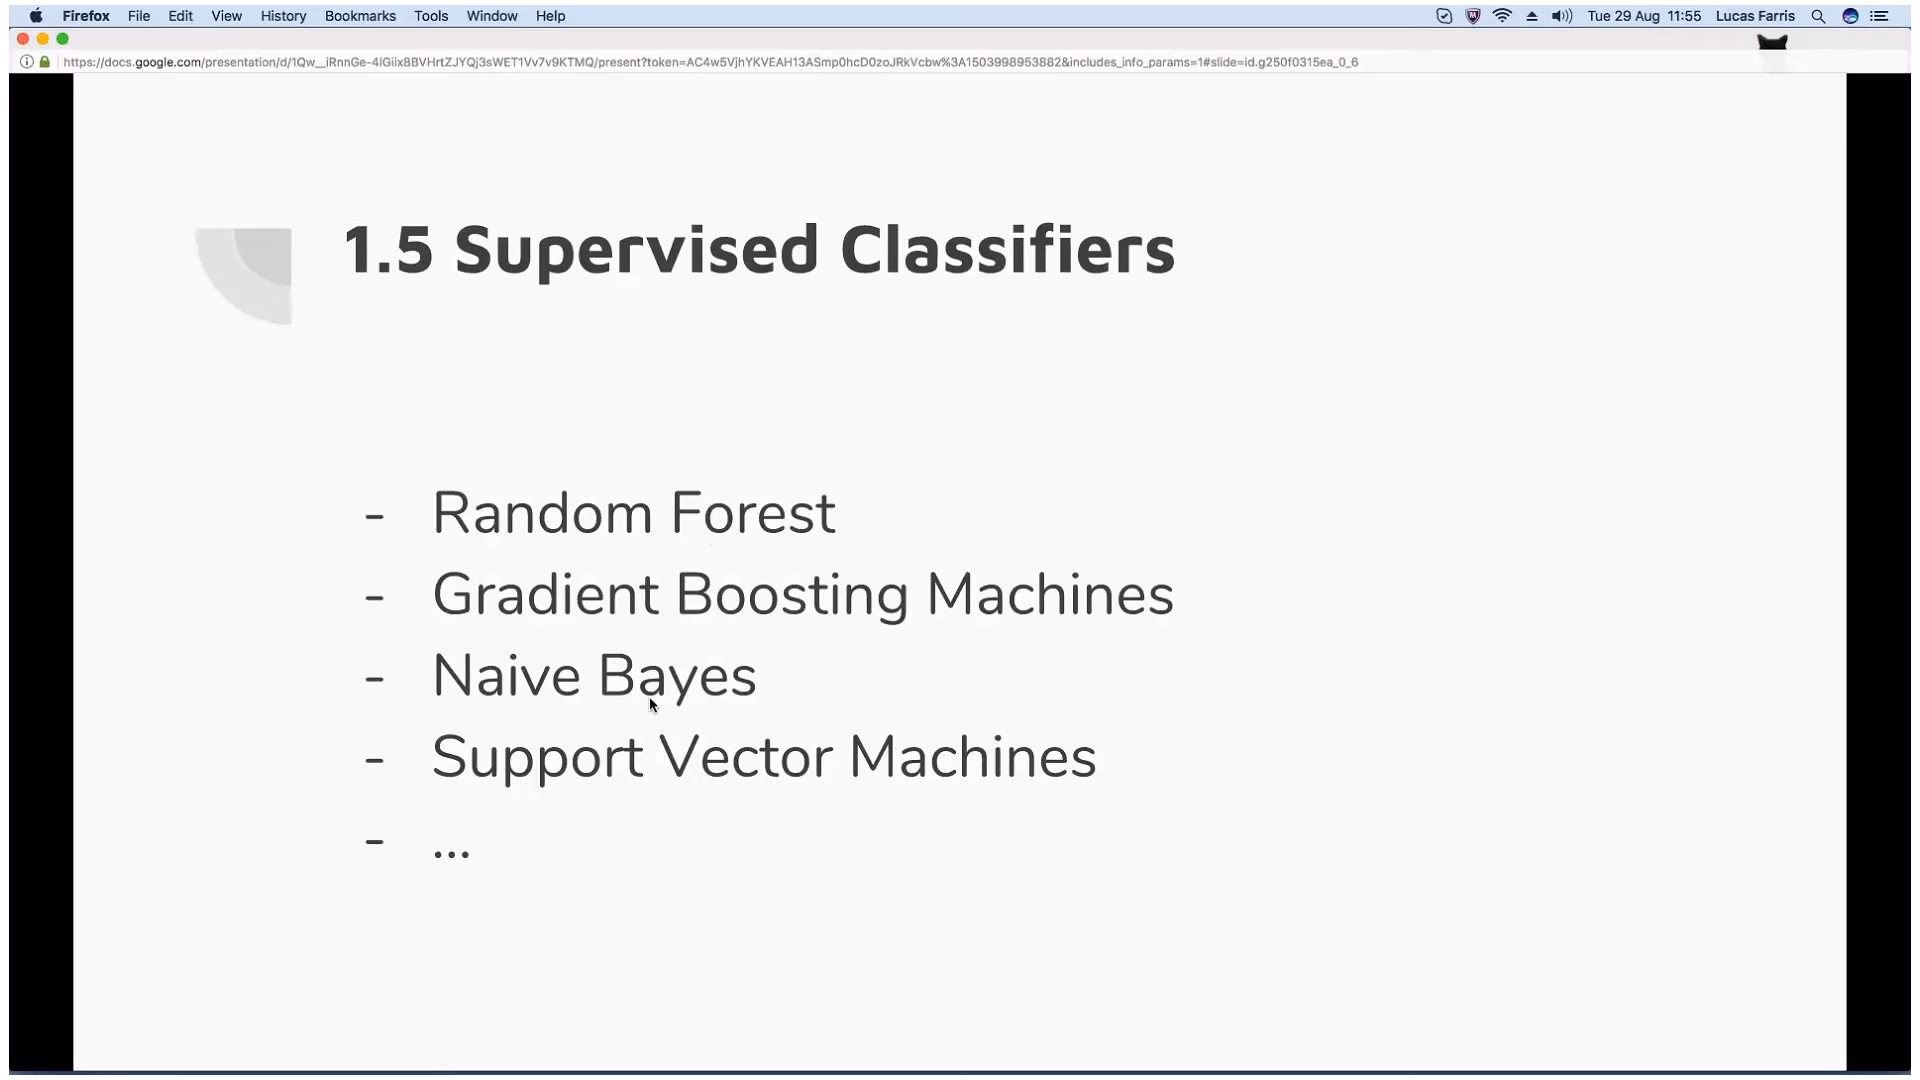 Firefox File Edit View History Bookmarks Tools Window Help Tue 29 Aug 11:55 Lucas Farris
https://docs.google.com/presentation/d/1Qw__iRnnGe-4lGiix8BVHrtZJYQj3sWET1Vv7v9KTMQ/present?token=AC4w5VjhYKVEAH13ASmp0hcD0zoJRkVcbw%3A1503998953882&includes_info_params=1#slide=id.g250f0315ea_0_6
1.5 Supervised Classifiers
- Random Forest
- Gradient Boosting Machines
- Naive Bayes
- Support Vector Machines
- ...